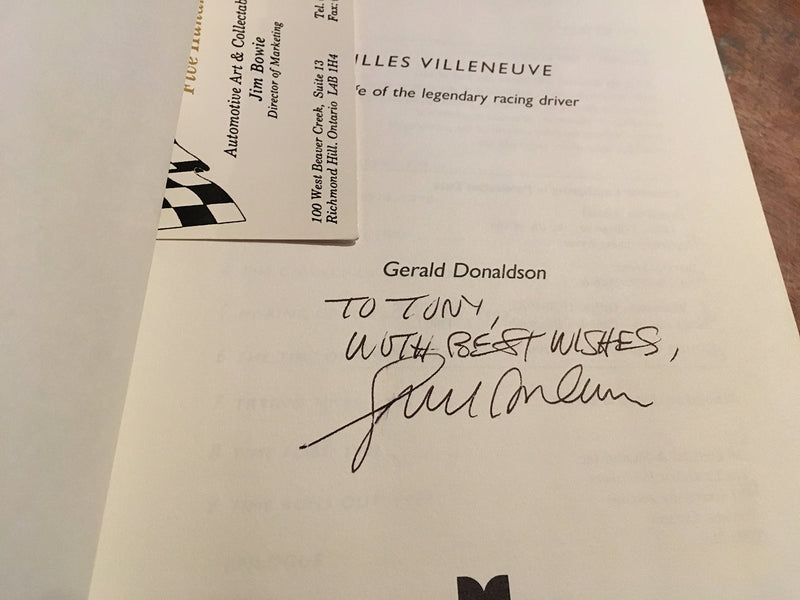 ILLES VILLENEUVE
fe of the legendary racing driver
Gerald Donaldson
TO TONY,
WITH BEST WISHES,
Five
Automotive Art & Collectab
Jim Bowie
Director of Marketing
100 West Beaver Creek, Suite 13
Richmond Hill, Ontario L4B 1H4
Tel.
Fax: